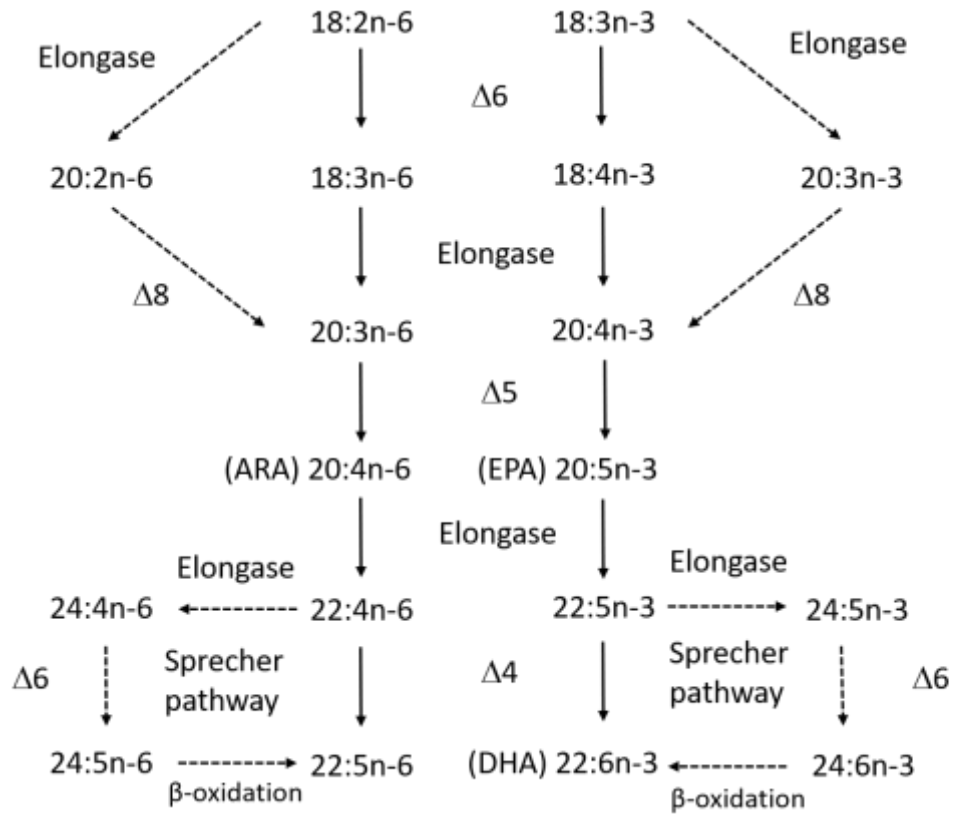 18:2n-6 18:3n-3
Elongase Elongase
Δ6
20:2n-6 18:3n-6 18:4n-3 20:3n-3
Elongase
Δ8 Δ8
20:3n-6 20:4n-3
Δ5
(ARA) 20:4n-6 (EPA) 20:5n-3
Elongase
Elongase Elongase
24:4n-6 22:4n-6 22:5n-3 24:5n-3
Δ6 Sprecher pathway Δ4 Sprecher pathway Δ6
24:5n-6 22:5n-6 (DHA) 22:6n-3 24:6n-3
β-oxidation β-oxidation